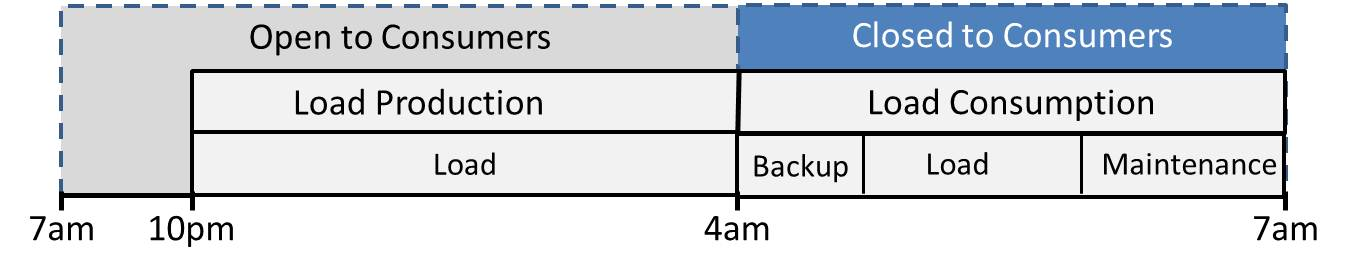 Open to Consumers
Closed to Consumers
Load Production
Load Consumption
Load
Backup
Load
Maintenance
7am
10pm
4am
7am